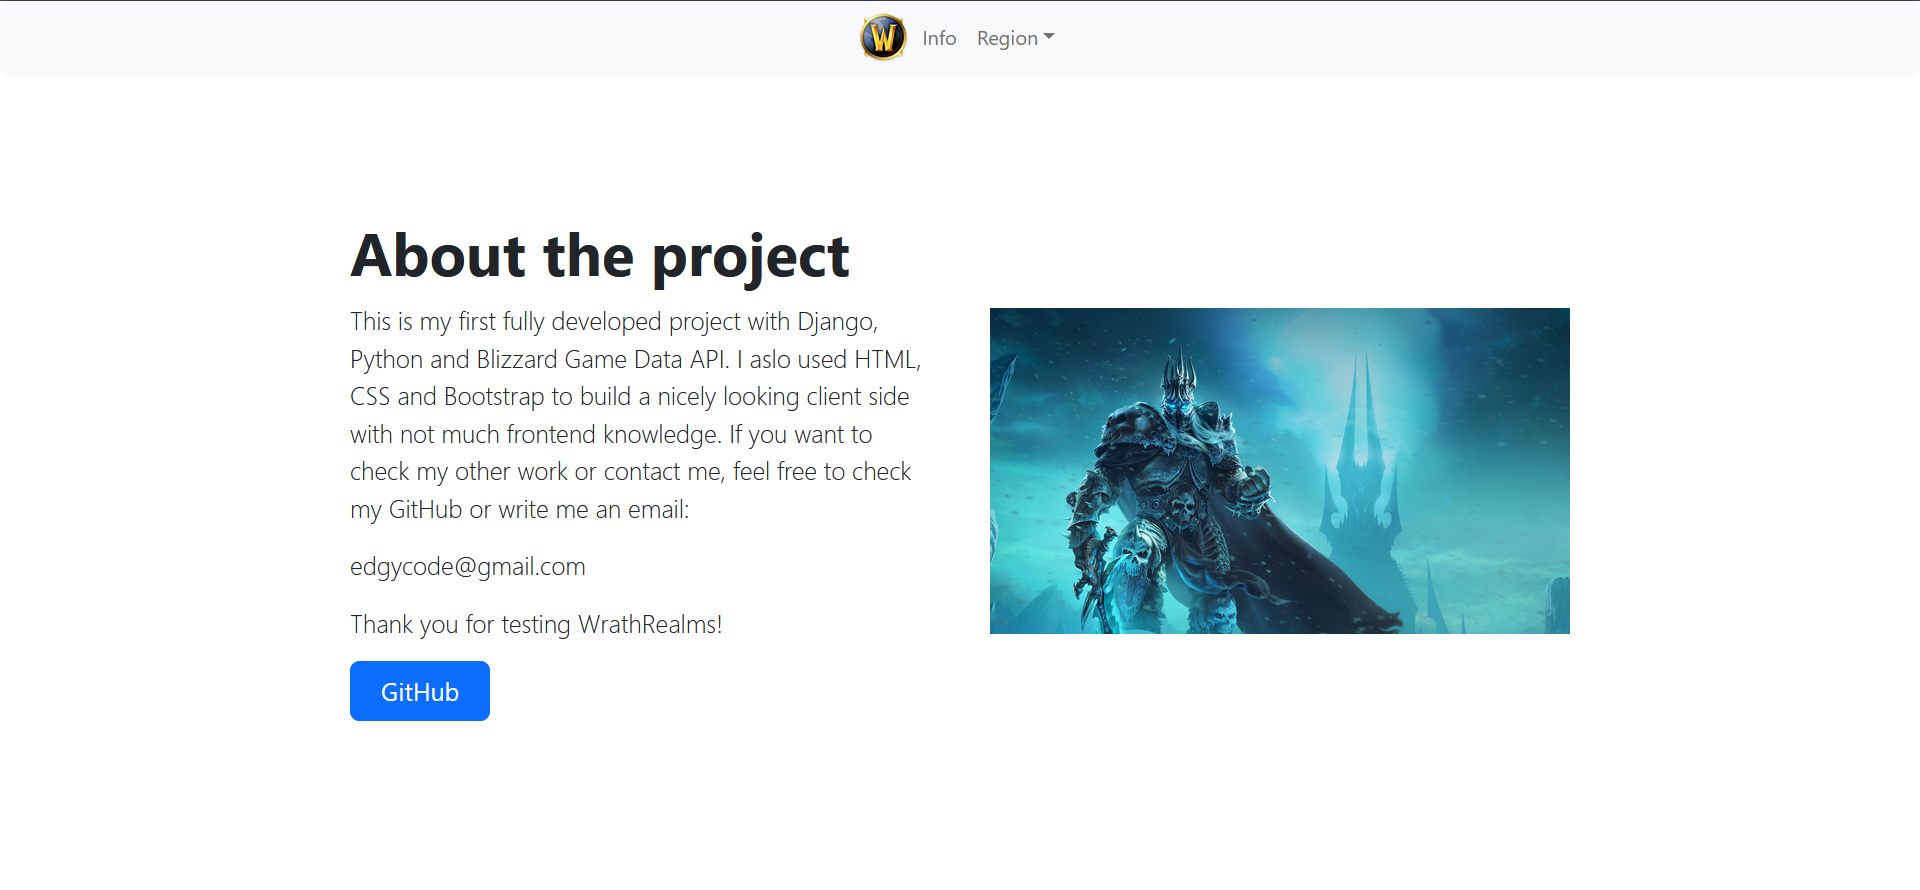 W
Info Region
About the project
This is my first fully developed project with Django,
Python and Blizzard Game Data API. I aslo used HTML,
CSS and Bootstrap to build a nicely looking client side
with not much frontend knowledge. If you want to
check my other work or contact me, feel free to check
my GitHub or write me an email:
edgycode@gmail.com
Thank you for testing WrathRealms!
GitHub